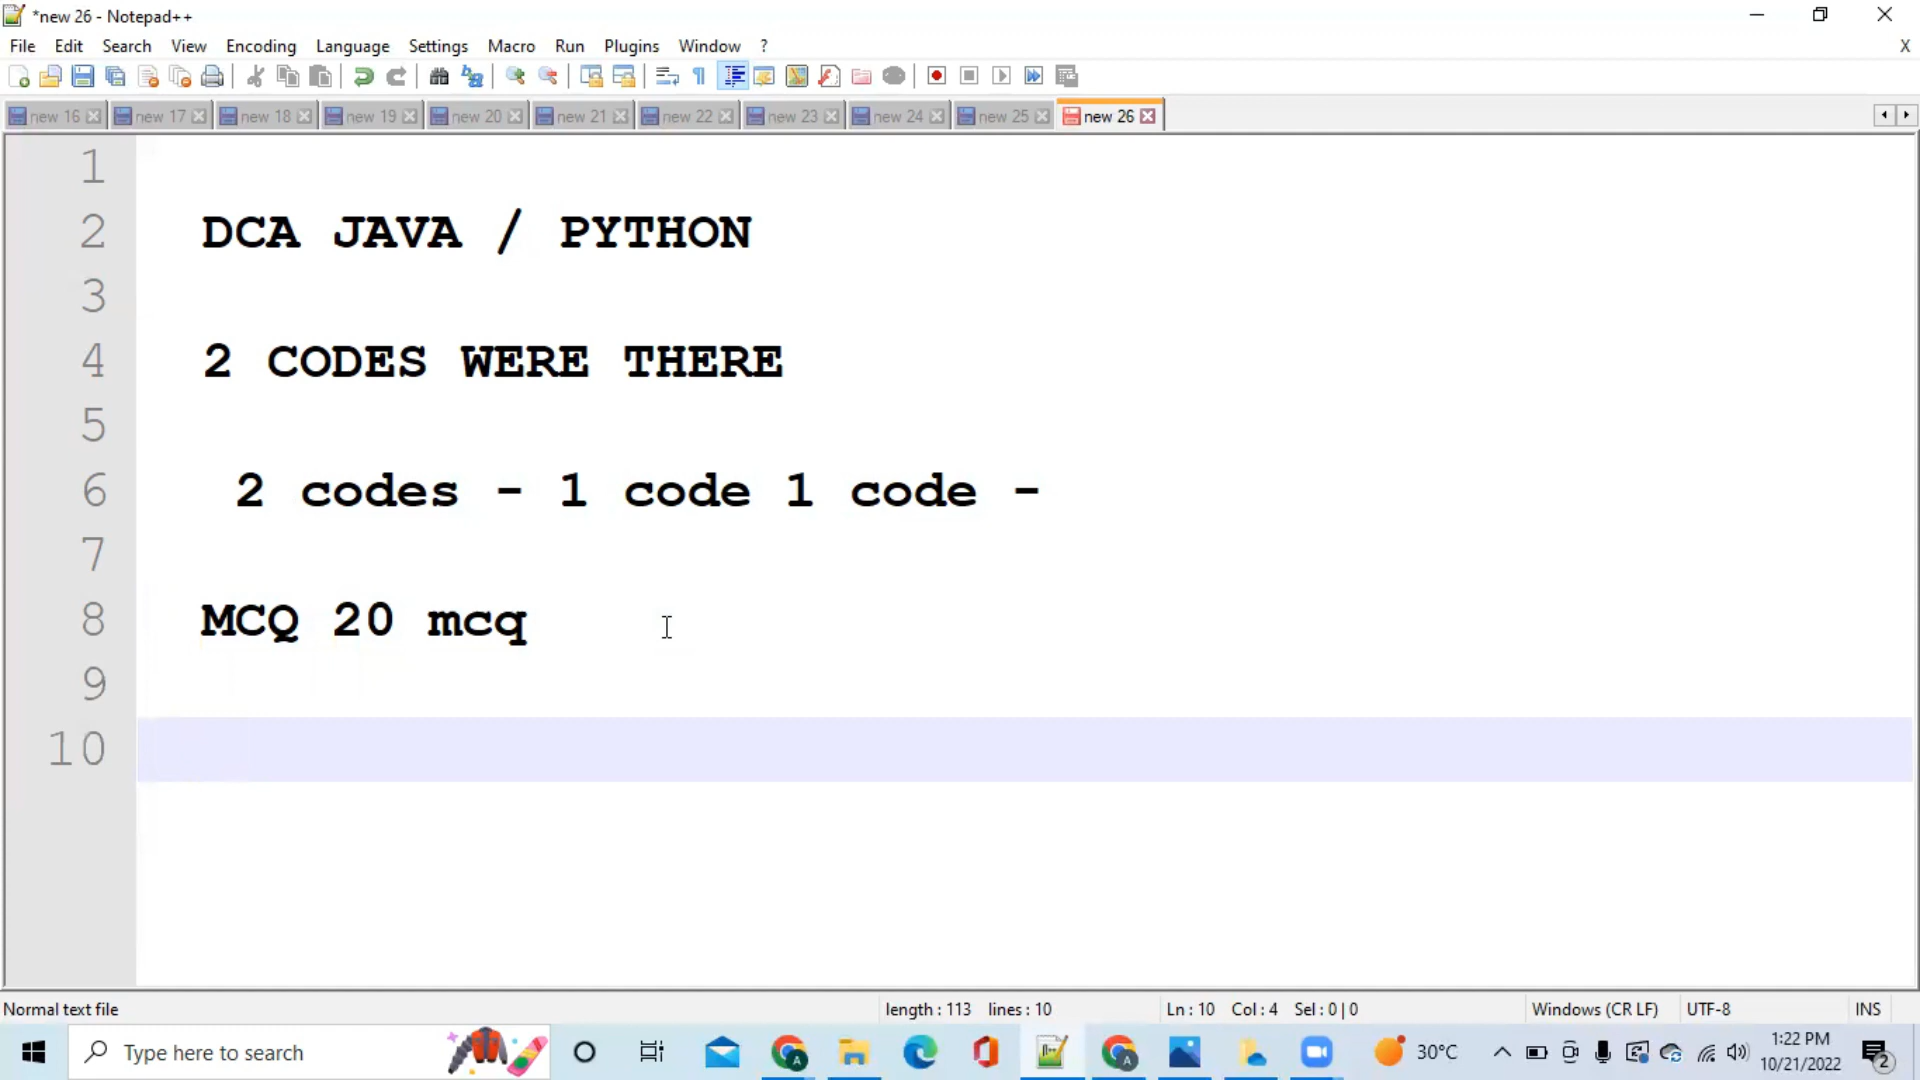 *new 26 - Notepad++
File Edit Search View Encoding Language Settings Macro Run Plugins Window ? X
new 16 new 17 new 18 new 19 new 20 new 21 new 22 new 23 new 24 new 25 new 26
1
2 DCA JAVA / PYTHON
3
4 2 CODES WERE THERE
5
6 2 codes - 1 code 1 code -
7
8 MCQ 20 mcq
9
10
Normal text file length : 113 lines : 10 Ln : 10 Col : 4 Sel : 0 | 0 Windows (CR LF) UTF-8 INS
Type here to search 30°C 1:22 PM
10/21/2022 2